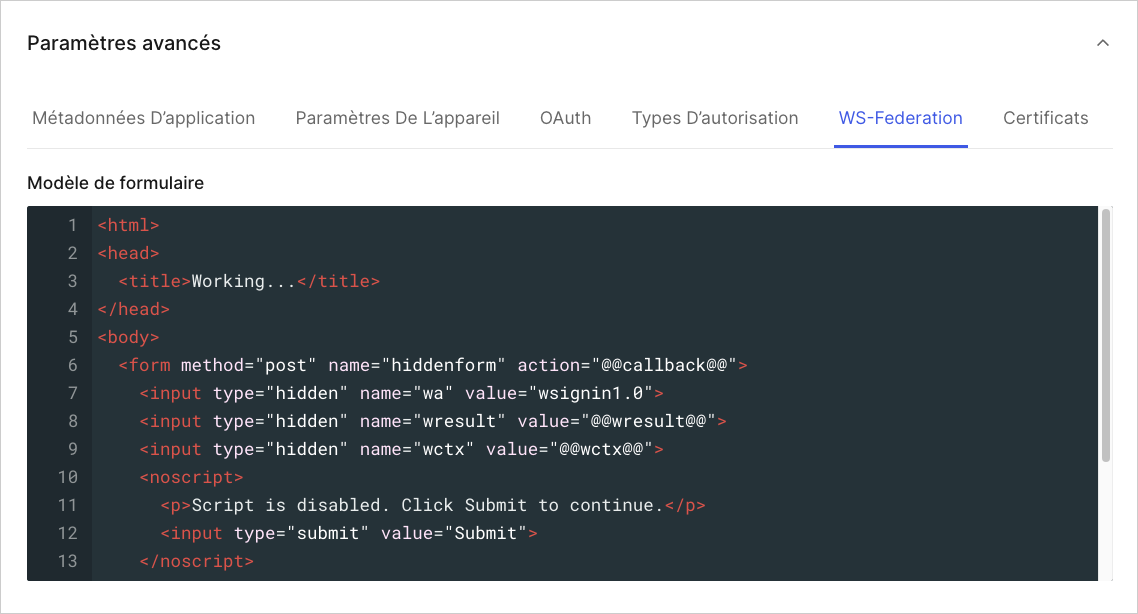 Paramètres avancés
Métadonnées D’application Paramètres De L’appareil OAuth Types D’autorisation WS-Federation Certificats
Modèle de formulaire
1 <html>
2 <head>
3   <title>Working...</title>
4 </head>
5 <body>
6   <form method="post" name="hiddenform" action="@@callback@@">
7     <input type="hidden" name="wa" value="wsignin1.0">
8     <input type="hidden" name="wresult" value="@@wresult@@">
9     <input type="hidden" name="wctx" value="@@wctx@@">
10     <noscript>
11       <p>Script is disabled. Click Submit to continue.</p>
12       <input type="submit" value="Submit">
13     </noscript>